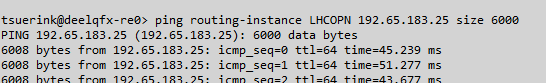 tsuerink@deelqfx-re0> ping routing-instance LHCOPN 192.65.183.25 size 6000
PING 192.65.183.25 (192.65.183.25): 6000 data bytes
6008 bytes from 192.65.183.25: icmp_seq=0 ttl=64 time=45.239 ms
6008 bytes from 192.65.183.25: icmp_seq=1 ttl=64 time=51.277 ms
6008 bytes from 192.65.183.25: icmp_seq=2 ttl=64 time=43.677 ms